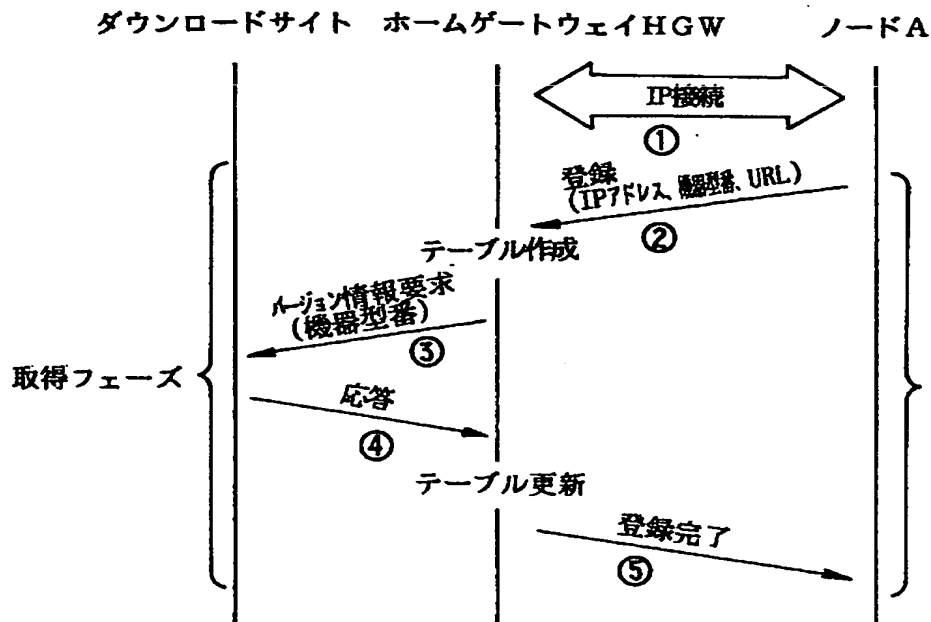 ダウンロードサイト ホームゲートウェイHGW ノードA
IP接続
①
登録
(IPアドレス、機器型番、URL)
②
テーブル作成
バージョン情報要求
(機器型番)
③
取得フェーズ
応答
④
テーブル更新
登録完了
⑤